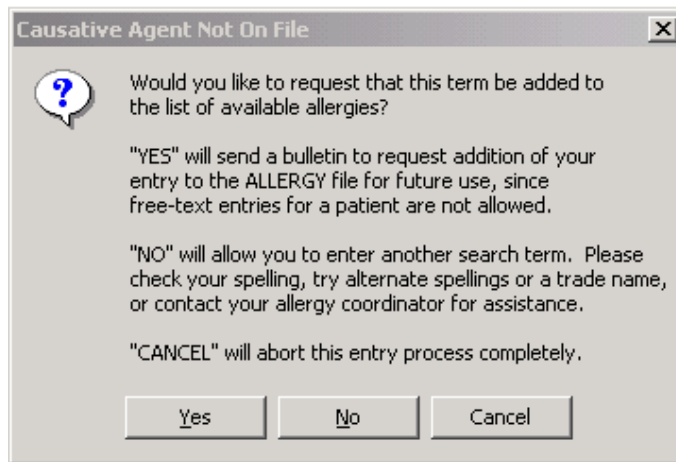 Causative Agent Not On File
Would you like to request that this term be added to
the list of available allergies?
"YES" will send a bulletin to request addition of your
entry to the ALLERGY file for future use, since
free-text entries for a patient are not allowed.
"NO" will allow you to enter another search term.  Please
check your spelling, try alternate spellings or a trade name,
or contact your allergy coordinator for assistance.
"CANCEL" will abort this entry process completely.
Yes No Cancel